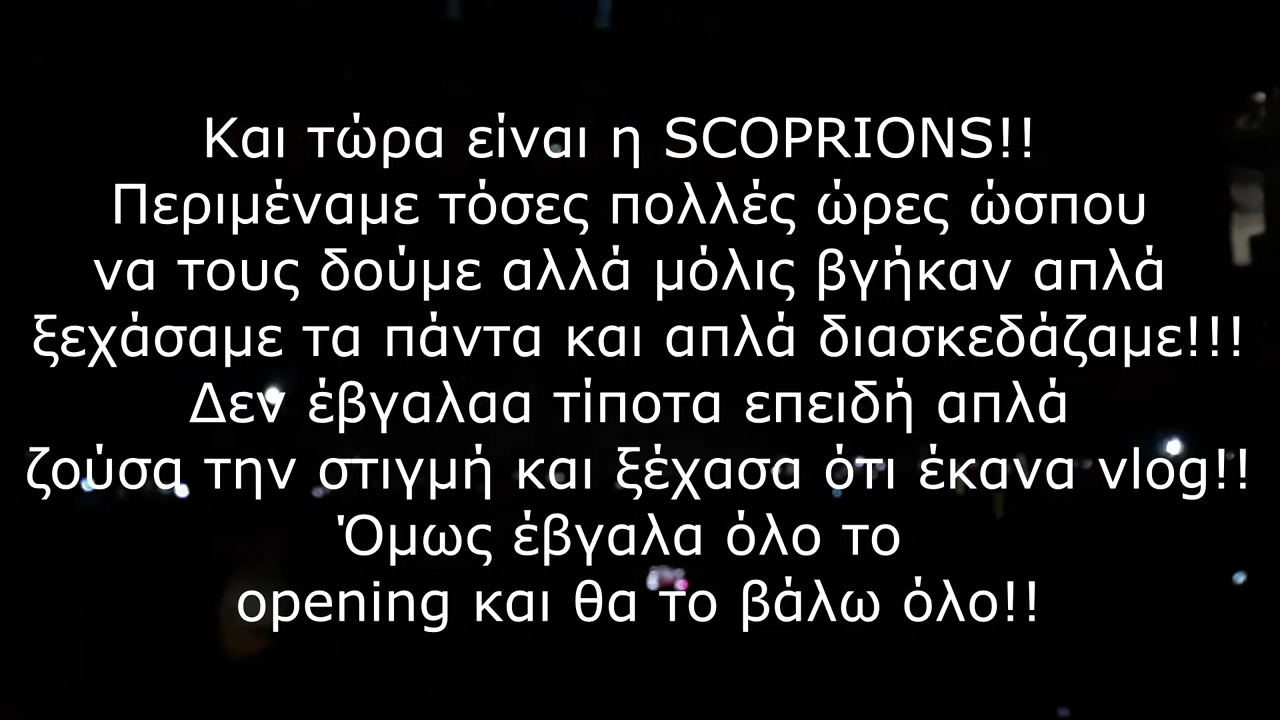 Και τώρα είναι η SCOPRIONS!!
Περιμέναμε τόσες πολλές ώρες ώσπου
να τους δούμε αλλά μόλις βγήκαν απλά
ξεχάσαμε τα πάντα και απλά διασκεδάζαμε!!!
Δεν έβγαλαα τίποτα επειδή απλά
ζούσα την στιγμή και ξέχασα ότι έκανα vlog!!
Όμως έβγαλα όλο το
opening και θα το βάλω όλο!!